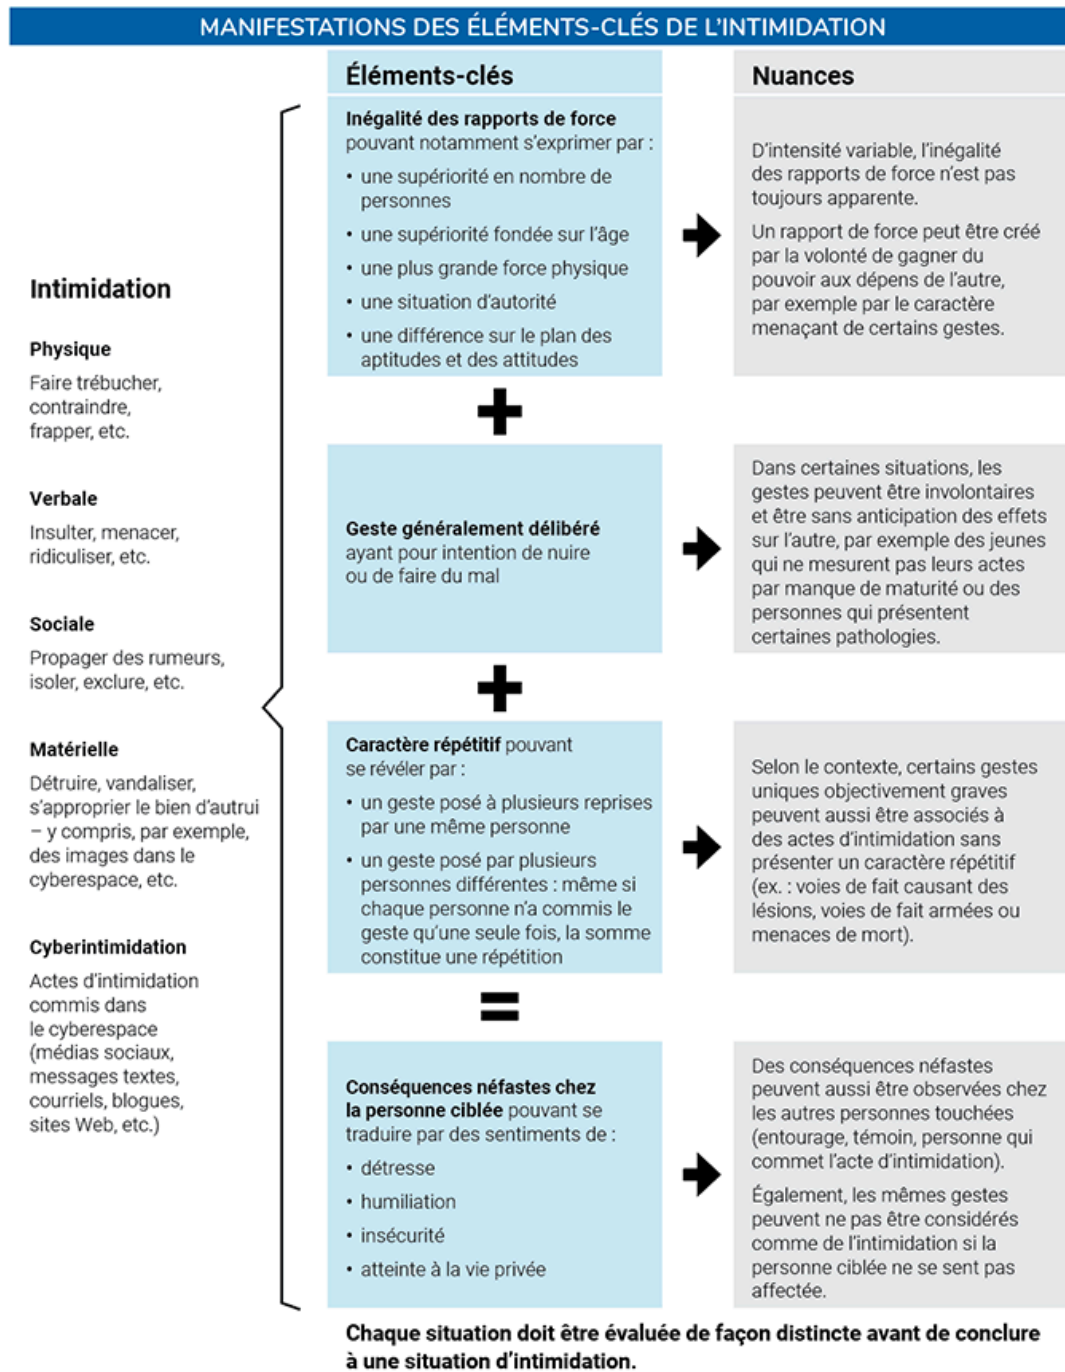 MANIFESTATIONS DES ÉLÉMENTS-CLÉS DE L'INTIMIDATION
Intimidation
Physique
Faire trébucher,
contraindre,
frapper, etc.
Verbale
Insulter, menacer,
ridiculiser, etc.
Sociale
Propager des rumeurs,
isoler, exclure, etc.
Matérielle
Détruire, vandaliser,
s'approprier le bien d'autrui
– y compris, par exemple,
des images dans le
cyberespace, etc.
Cyberintimidation
Actes d'intimidation
commis dans
le cyberespace
(médias sociaux,
messages textes,
courriels, blogues,
sites Web, etc.)
Éléments-clés
Nuances
Inégalité des rapports de force
pouvant notamment s'exprimer par :
• une supériorité en nombre de
personnes
• une supériorité fondée sur l'âge
• une plus grande force physique
• une situation d'autorité
• une différence sur le plan des
aptitudes et des attitudes
D'intensité variable, l'inégalité
des rapports de force n'est pas
toujours apparente.
Un rapport de force peut être créé
par la volonté de gagner du
pouvoir aux dépens de l'autre,
par exemple par le caractère
menaçant de certains gestes.
+
Geste généralement délibéré
ayant pour intention de nuire
ou de faire du mal
Dans certaines situations, les
gestes peuvent être involontaires
et être sans anticipation des effets
sur l'autre, par exemple des jeunes
qui ne mesurent pas leurs actes
par manque de maturité ou des
personnes qui présentent
certaines pathologies.
+
Caractère répétitif pouvant
se révéler par :
• un geste posé à plusieurs reprises
par une même personne
• un geste posé par plusieurs
personnes différentes : même si
chaque personne n'a commis le
geste qu'une seule fois, la somme
constitue une répétition
Selon le contexte, certains gestes
uniques objectivement graves
peuvent aussi être associés à
des actes d'intimidation sans
présenter un caractère répétitif
(ex. : voies de fait causant des
lésions, voies de fait armées ou
menaces de mort).
=
Conséquences néfastes chez
la personne ciblée pouvant se
traduire par des sentiments de :
• détresse
• humiliation
• insécurité
• atteinte à la vie privée
Des conséquences néfastes
peuvent aussi être observées chez
les autres personnes touchées
(entourage, témoin, personne qui
commet l'acte d'intimidation).
Également, les mêmes gestes
peuvent ne pas être considérés
comme de l'intimidation si la
personne ciblée ne se sent pas
affectée.
Chaque situation doit être évaluée de façon distincte avant de conclure
à une situation d'intimidation.